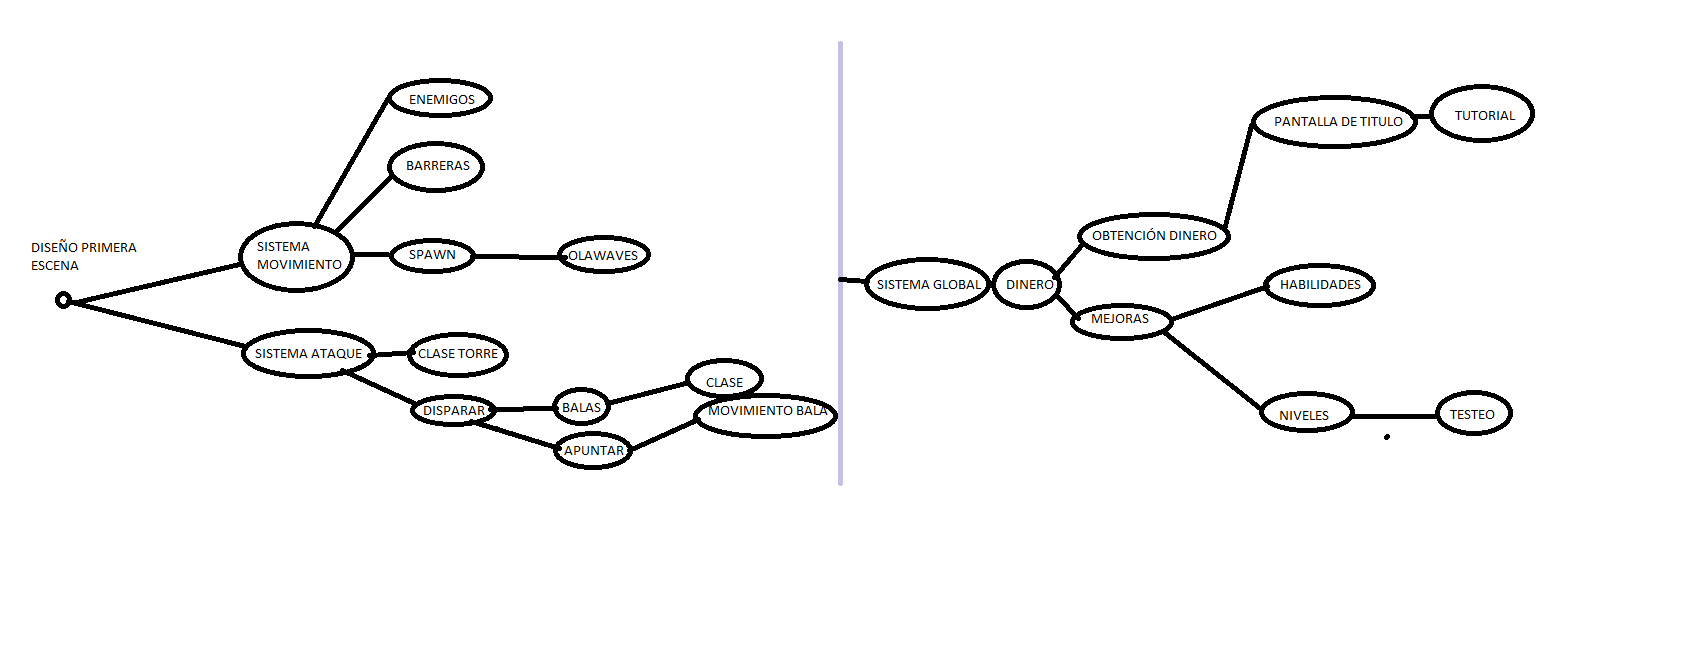 DISEÑO PRIMERA
ESCENA
SISTEMA
MOVIMIENTO
ENEMIGOS
BARRERAS
SPAWN
OLAWAVES
SISTEMA ATAQUE
CLASE TORRE
DISPARAR
BALAS
CLASE
APUNTAR
MOVIMIENTO BALA
SISTEMA GLOBAL
DINERO
OBTENCIÓN DINERO
PANTALLA DE TITULO
TUTORIAL
MEJORAS
HABILIDADES
NIVELES
TESTEO